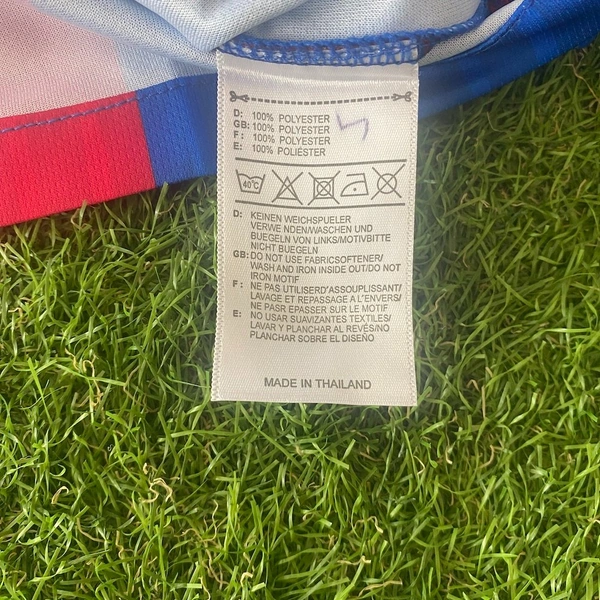 D: 100% POLYESTER
GB: 100% POLYESTER
F: 100% POLYESTER
E: 100% POLIÉSTER
40°C
D: KEINEN WEICHSPUELER
VERWE NDEN/WASCHEN UND
BUEGELN VON LINKS/MOTIVBITTE
NICHT BUEGELN
GB: DO NOT USE FABRICSOFTENER/
WASH AND IRON INSIDE OUT/DO NOT
IRON MOTIF
F: NE PAS UTILISERD'ASSOUPLISSANT/
LAVAGE ET REPASSAGE A L'ENVERS/
NE PASR EPASSER SUR LE MOTIF
E: NO USAR SUAVIZANTES TEXTILES/
LAVAR Y PLANCHAR AL REVÉS/NO
PLANCHAR SOBRE EL DISEÑO
MADE IN THAILAND